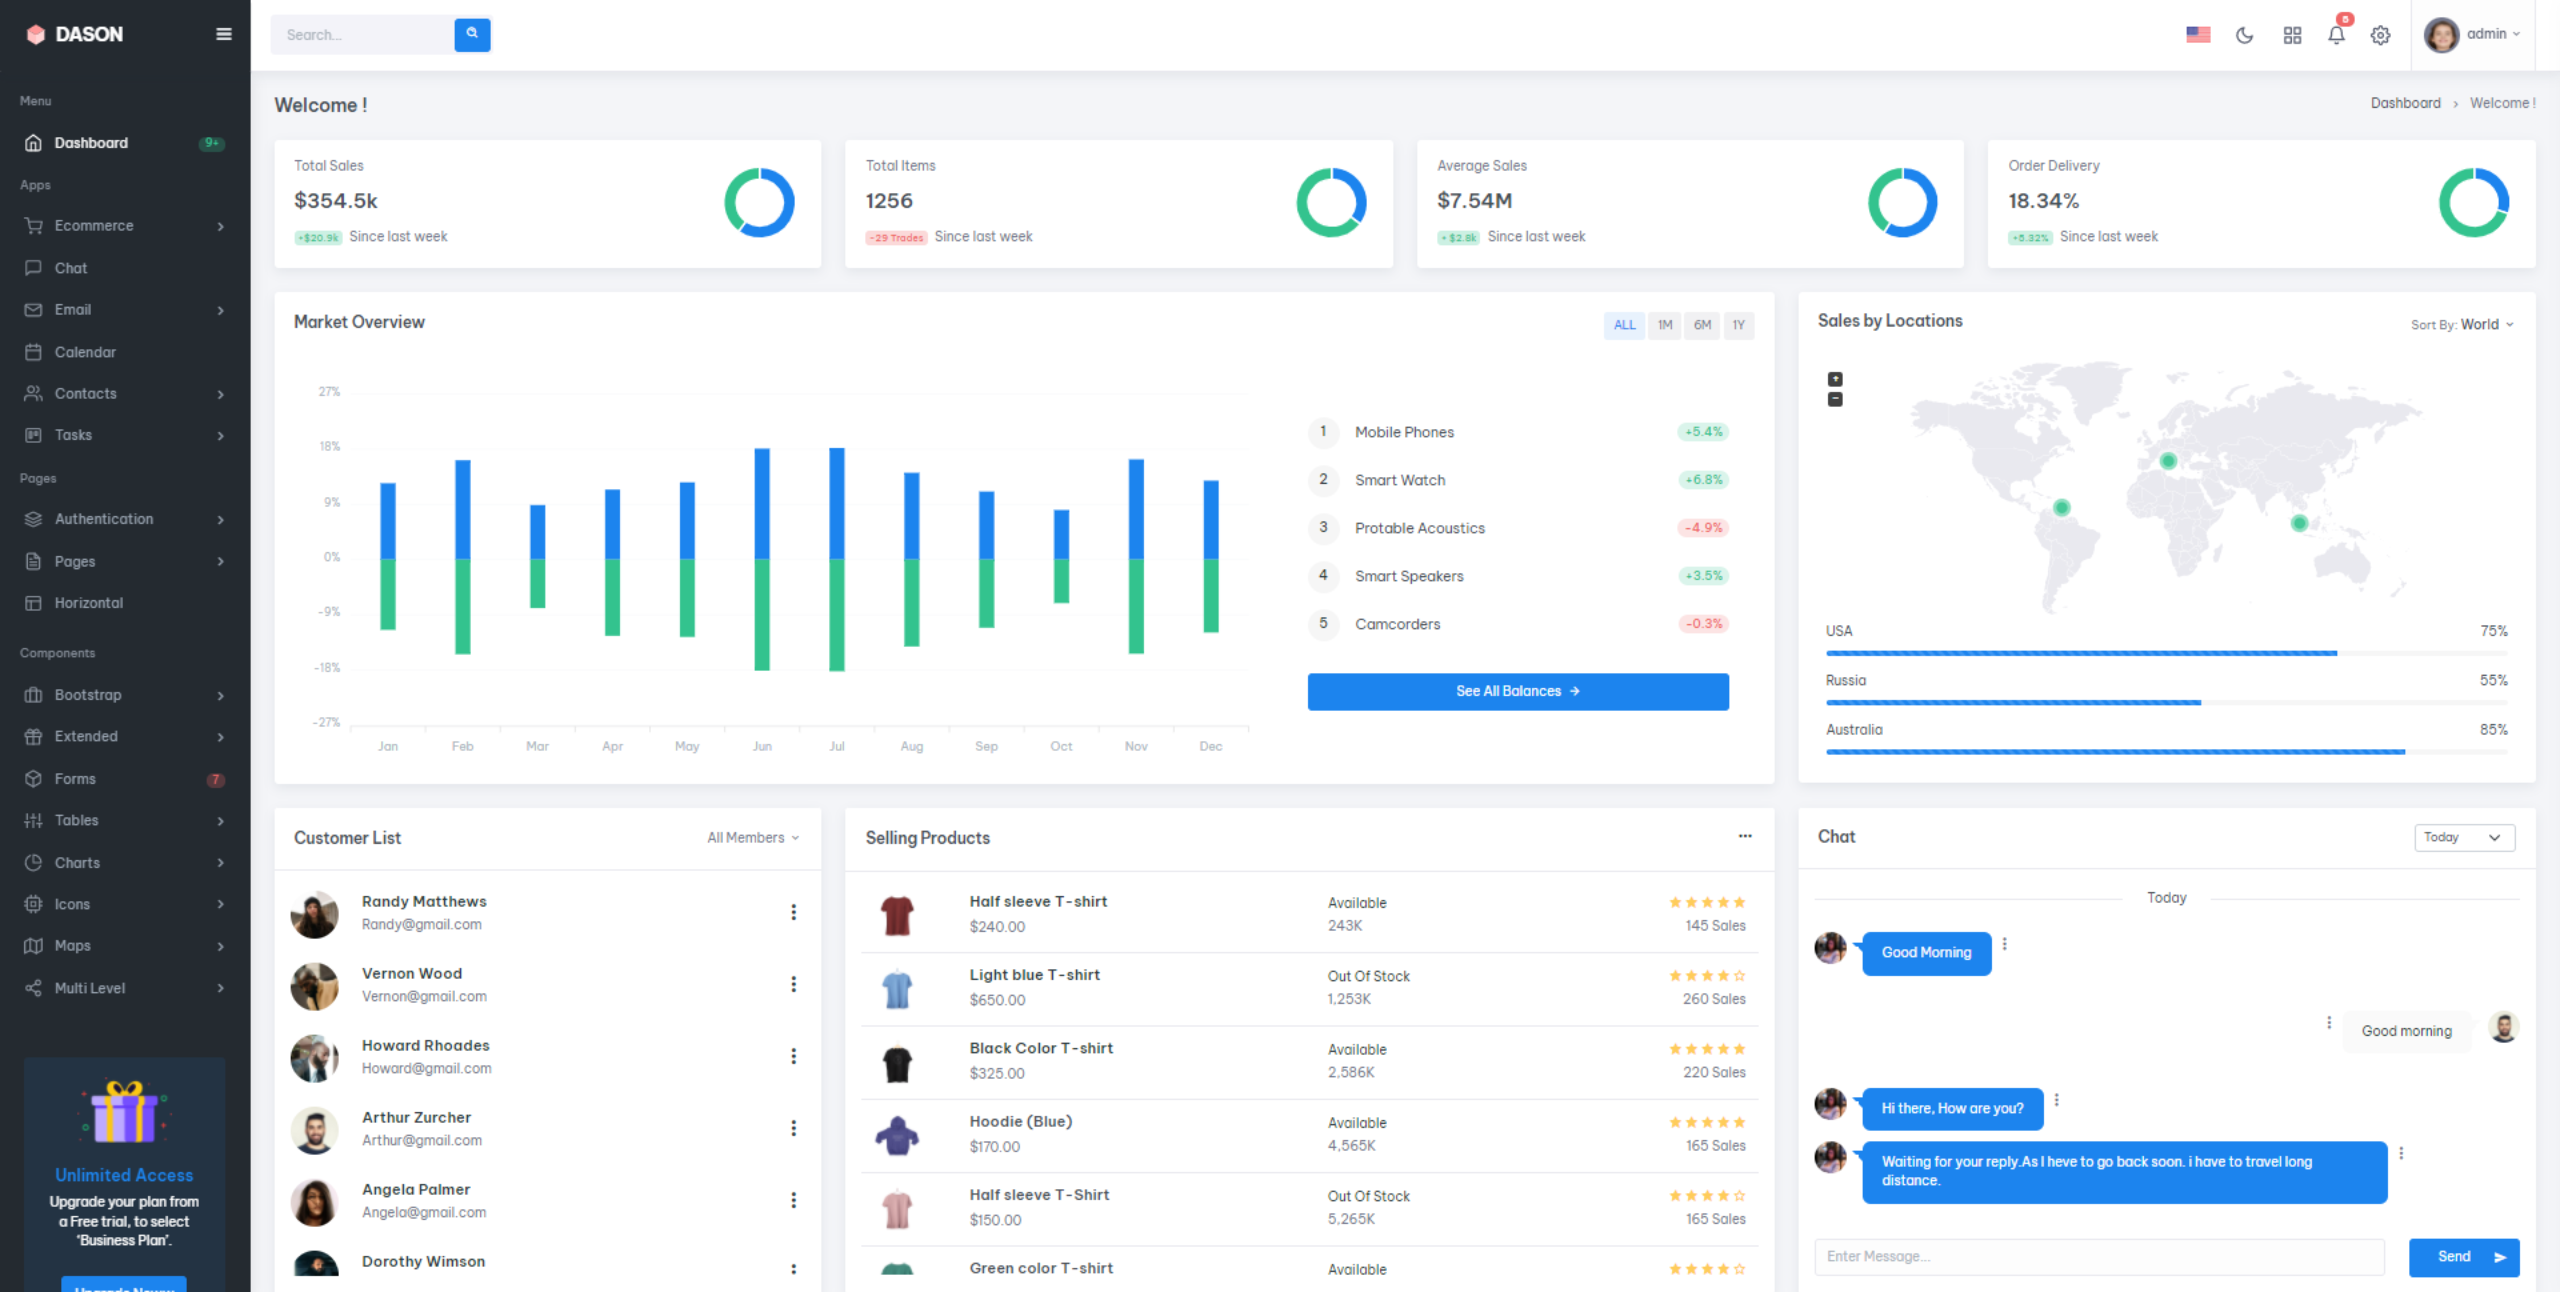 DASON
Menu
Dashboard 9+
Apps
Ecommerce
Chat
Email
Calendar
Contacts
Tasks
Pages
Authentication
Pages
Horizontal
Components
Bootstrap
Extended
Forms 7
Tables
Charts
Icons
Maps
Multi Level
Unlimited Access
Upgrade your plan from
a Free trial, to select
'Business Plan'.
Search...
5
admin
Welcome !
Dashboard > Welcome !
Total Sales
$354.5k
+$20.9k Since last week
Total Items
1256
-29 Trades Since last week
Average Sales
$7.54M
+ $2.8k Since last week
Order Delivery
18.34%
+5.32% Since last week
Market Overview
ALL 1M 6M 1Y
27%
18%
9%
0%
-9%
-18%
-27%
Jan Feb Mar Apr May Jun Jul Aug Sep Oct Nov Dec
1 Mobile Phones +5.4%
2 Smart Watch +6.8%
3 Protable Acoustics -4.9%
4 Smart Speakers +3.5%
5 Camcorders -0.3%
See All Balances →
Sales by Locations
Sort By: World
+
−
USA 75%
Russia 55%
Australia 85%
Customer List
All Members
Randy Matthews
Randy@gmail.com
Vernon Wood
Vernon@gmail.com
Howard Rhoades
Howard@gmail.com
Arthur Zurcher
Arthur@gmail.com
Angela Palmer
Angela@gmail.com
Dorothy Wimson
Selling Products
Half sleeve T-shirt Available
$240.00 243K 145 Sales
Light blue T-shirt Out Of Stock
$650.00 1,253K 260 Sales
Black Color T-shirt Available
$325.00 2,586K 220 Sales
Hoodie (Blue) Available
$170.00 4,565K 165 Sales
Half sleeve T-Shirt Out Of Stock
$150.00 5,265K 165 Sales
Green color T-shirt Available
Chat
Today
Today
Good Morning
Good morning
Hi there, How are you?
Waiting for your reply.As I heve to go back soon. i have to travel long
distance.
Enter Message...
Send